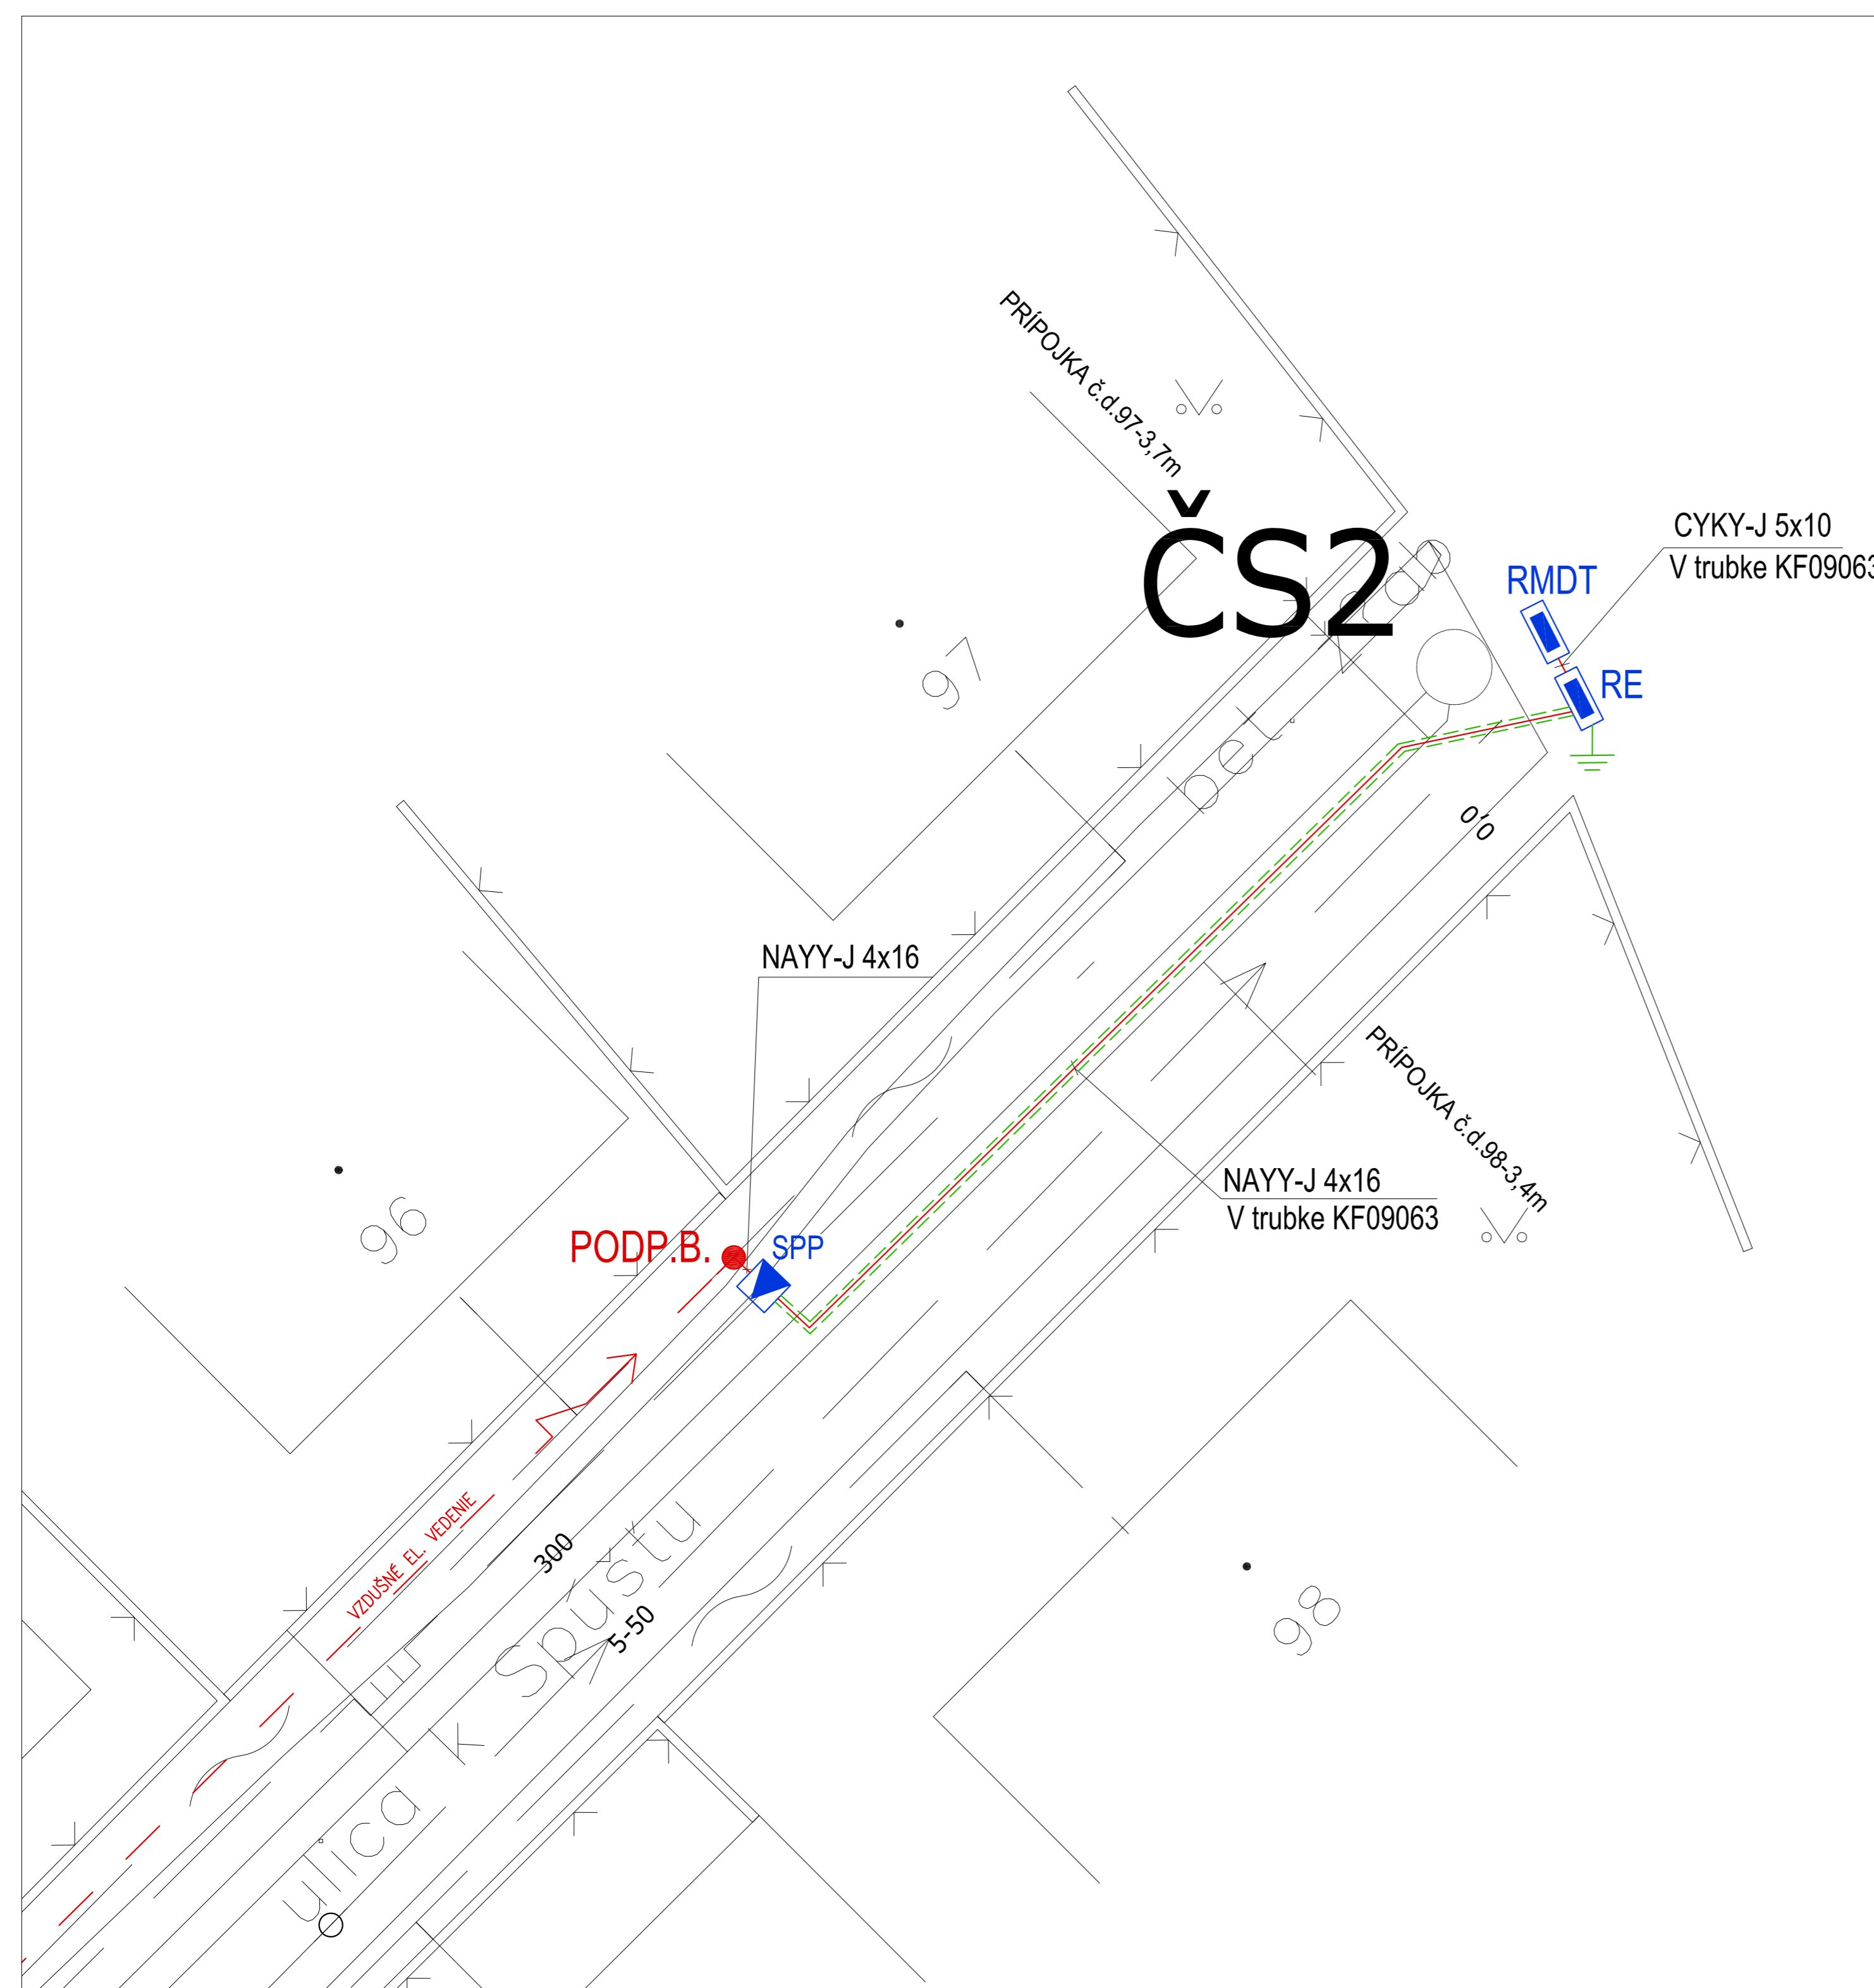 PRÍPOJKA č.d.97-3,7m
ČS2
CYKY-J 5x10
V trubke KF09063
RMDT
RE
97
0,0
NAYY-J 4x16
PRÍPOJKA č.d.98-3,4m
NAYY-J 4x16
V trubke KF09063
96
PODP.B.
SPP
VZDUŠNÉ EL. VEDENIE
300
5-50
98
ulica k Spustu